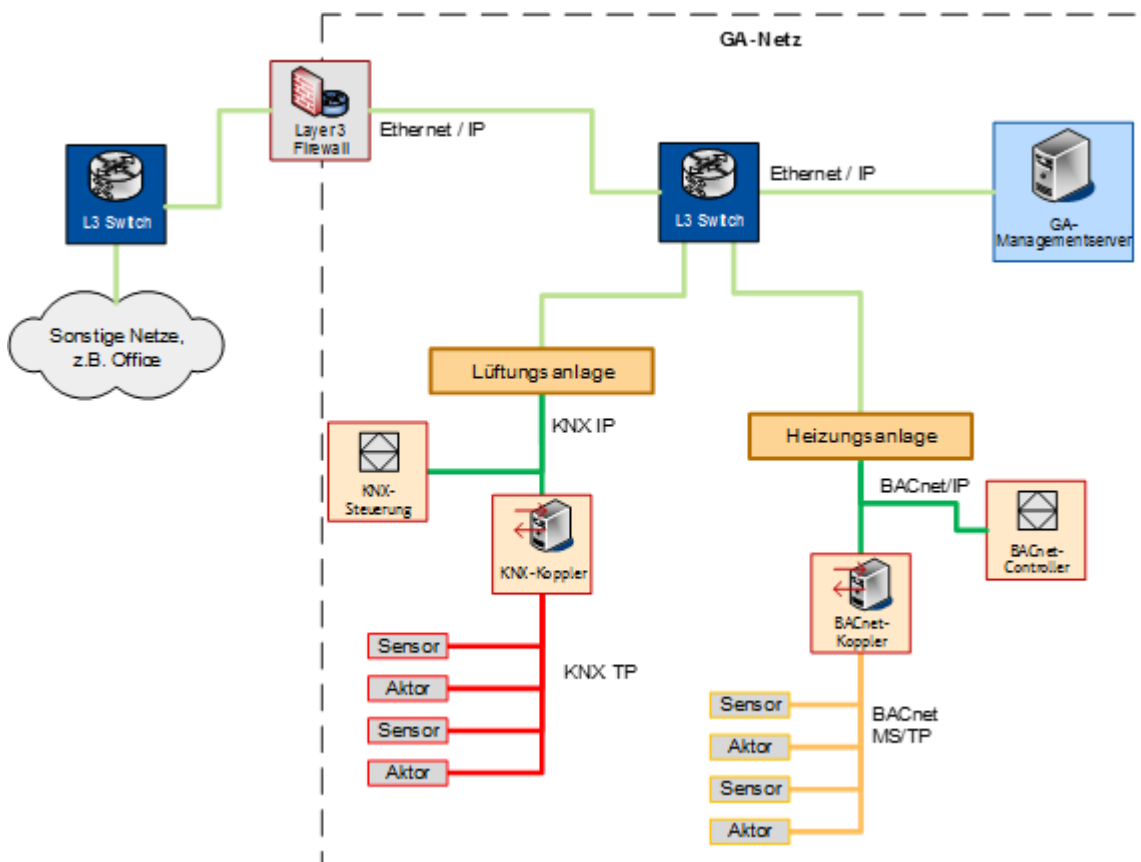 GA-Netz
Layer3
Firewall
Ethernet / IP
L3 Switch
L3 Switch
Ethernet / IP
GA-
Managementserver
Sonstige Netze,
z.B. Office
Lüftungsanlage
KNX IP
KNX-
Steuerung
KNX-Koppler
Sensor
Aktor
Sensor
Aktor
KNX TP
Heizungsanlage
BACnet/IP
BACnet-
Controller
BACnet-
Koppler
Sensor
Aktor
Sensor
Aktor
BACnet
MS/TP